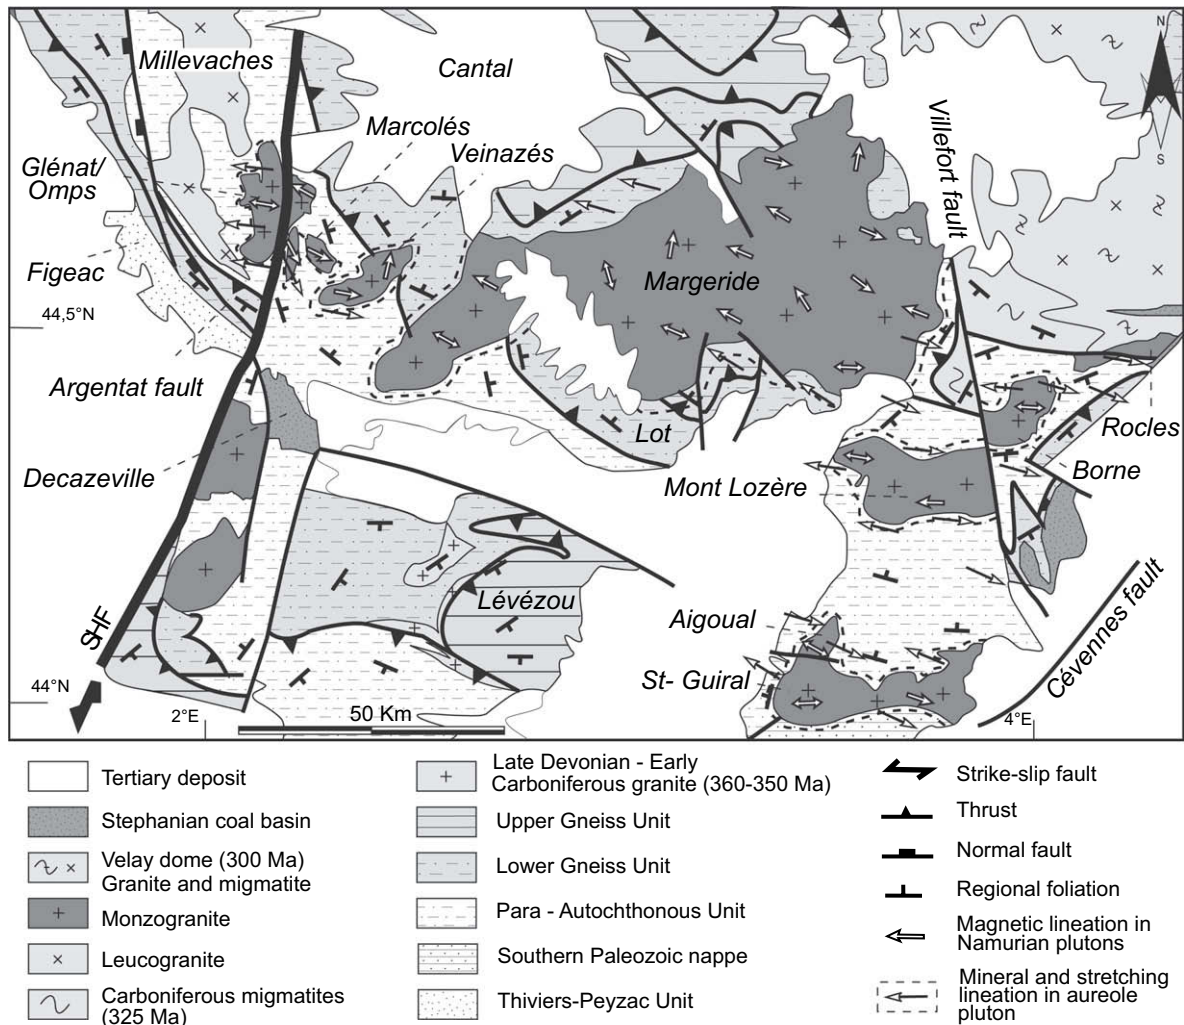 Millevaches
Cantal
N
S
Marcolés
Veinazés
Glénat/
Omps
Villefort fault
Figeac
Margeride
44,5°N
Argentat fault
Lot
Rocles
Decazeville
Mont Lozère
Borne
Lévézou
Aigoual
Cévennes fault
SHF
St- Guiral
44°N
2°E
50 Km
4°E
Tertiary deposit
Stephanian coal basin
Velay dome (300 Ma)
Granite and migmatite
Monzogranite
Leucogranite
Carboniferous migmatites
(325 Ma)
Late Devonian - Early
Carboniferous granite (360-350 Ma)
Upper Gneiss Unit
Lower Gneiss Unit
Para - Autochthonous Unit
Southern Paleozoic nappe
Thiviers-Peyzac Unit
Strike-slip fault
Thrust
Normal fault
Regional foliation
Magnetic lineation in
Namurian plutons
Mineral and stretching
lineation in aureole
pluton